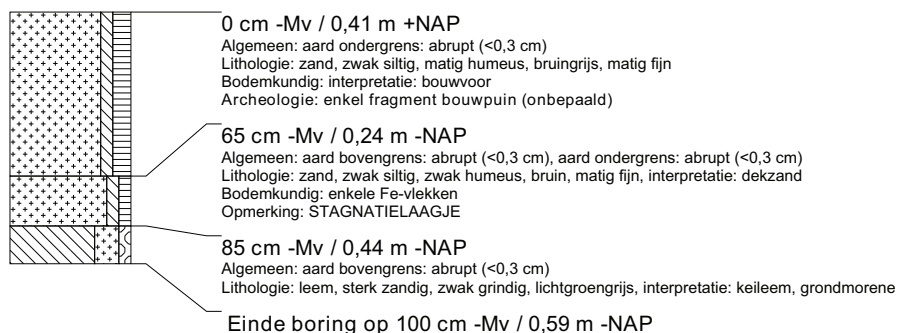 0 cm -Mv / 0,41 m +NAP
Algemeen: aard ondergrens: abrupt (<0,3 cm)
Lithologie: zand, zwak siltig, matig humeus, bruingrijs, matig fijn
Bodemkundig: interpretatie: bouwvoor
Archeologie: enkel fragment bouwpuin (onbepaald)
65 cm -Mv / 0,24 m -NAP
Algemeen: aard bovengrens: abrupt (<0,3 cm), aard ondergrens: abrupt (<0,3 cm)
Lithologie: zand, zwak siltig, zwak humeus, bruin, matig fijn, interpretatie: dekzand
Bodemkundig: enkele Fe-vlekken
Opmerking: STAGNATIELAAGJE
85 cm -Mv / 0,44 m -NAP
Algemeen: aard bovengrens: abrupt (<0,3 cm)
Lithologie: leem, sterk zandig, zwak grindig, lichtgroengrijs, interpretatie: keileem, grondmorene
Einde boring op 100 cm -Mv / 0,59 m -NAP